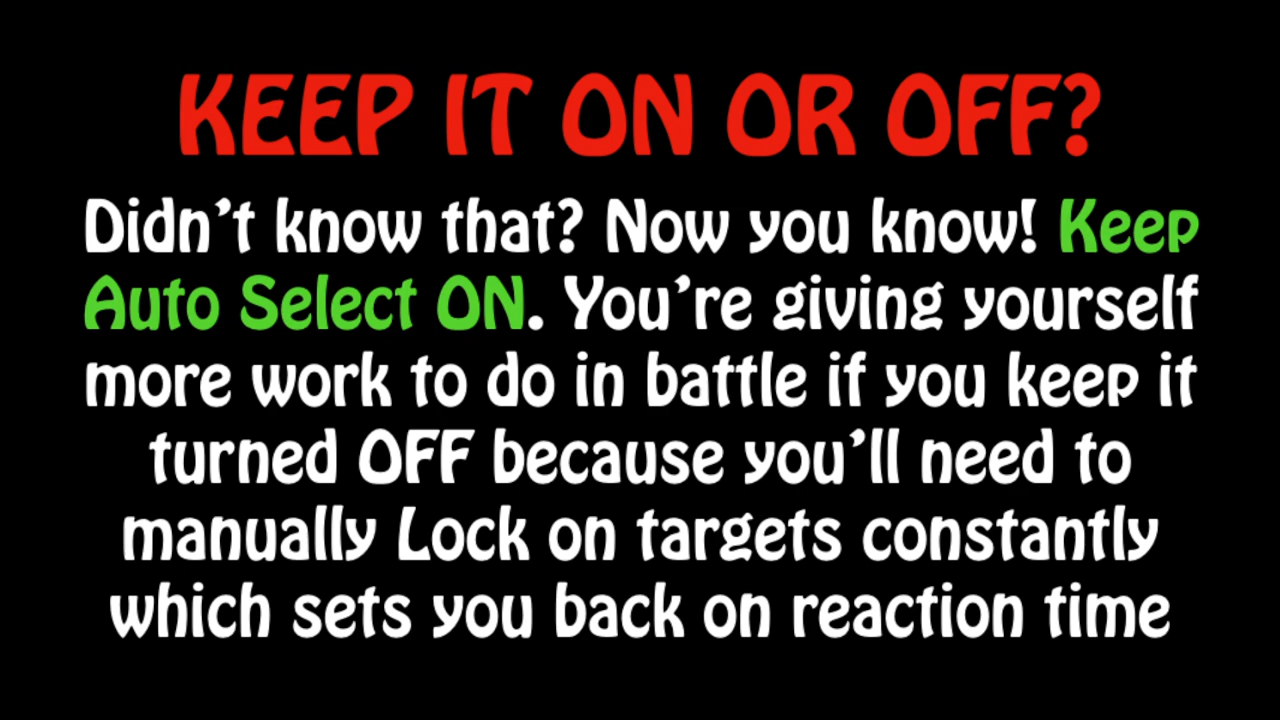 KEEP IT ON OR OFF?
Didn't know that? Now you know! Keep
Auto Select ON. You're giving yourself
more work to do in battle if you keep it
turned OFF because you'll need to
manually Lock on targets constantly
which sets you back on reaction time